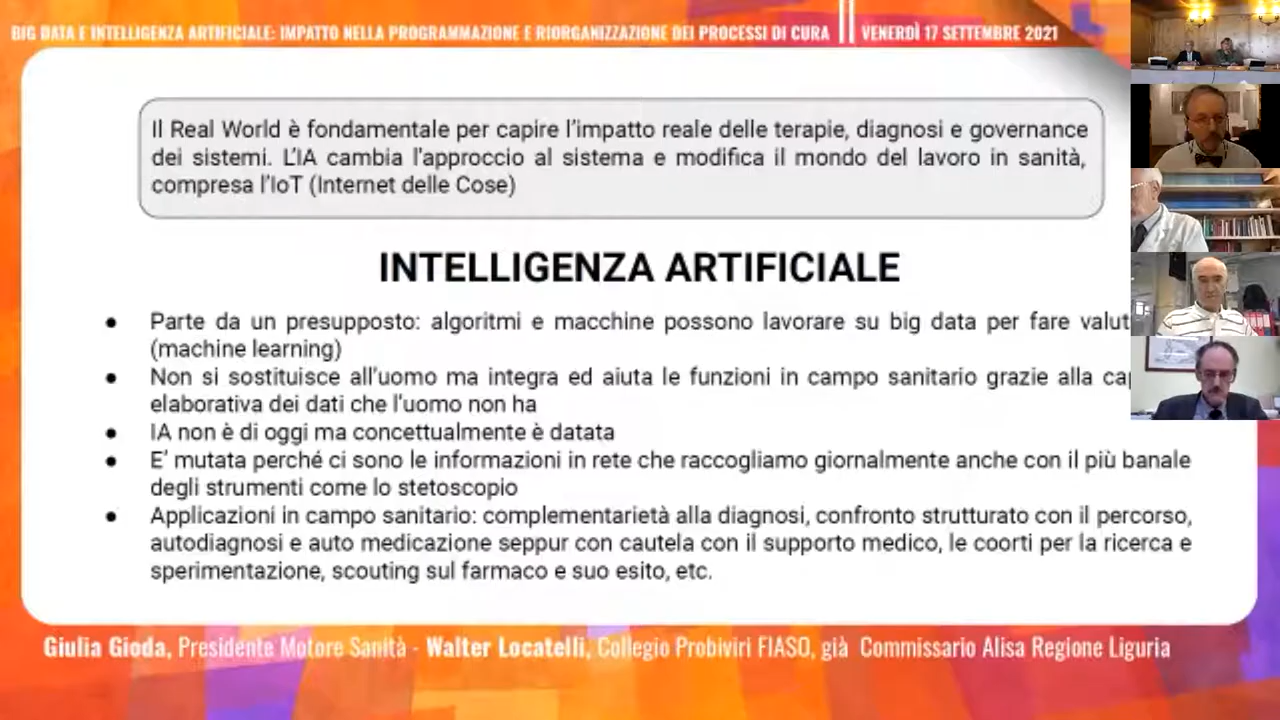 BIG DATA E INTELLIGENZA ARTIFICIALE: IMPATTO NELLA PROGRAMMAZIONE E RIORGANIZZAZIONE DEI PROCESSI DI CURA || VENERDÌ 17 SETTEMBRE 2021
Il Real World è fondamentale per capire l'impatto reale delle terapie, diagnosi e governance
dei sistemi. L'IA cambia l'approccio al sistema e modifica il mondo del lavoro in sanità,
compresa l'IoT (Internet delle Cose)
INTELLIGENZA ARTIFICIALE
● Parte da un presupposto: algoritmi e macchine possono lavorare su big data per fare
(machine learning)
● Non si sostituisce all'uomo ma integra ed aiuta le funzioni in campo sanitario grazie alla
elaborativa dei dati che l'uomo non ha
● IA non è di oggi ma concettualmente è datata
● E' mutata perché ci sono le informazioni in rete che raccogliamo giornalmente anche con il più banale
degli strumenti come lo stetoscopio
● Applicazioni in campo sanitario: complementarietà alla diagnosi, confronto strutturato con il percorso,
autodiagnosi e auto medicazione seppur con cautela con il supporto medico, le coorti per la ricerca e
sperimentazione, scouting sul farmaco e suo esito, etc.
Giulia Gioda, Presidente Motore Sanità - Walter Locatelli, Collegio Probiviri FIASO, già Commissario Alisa Regione Liguria